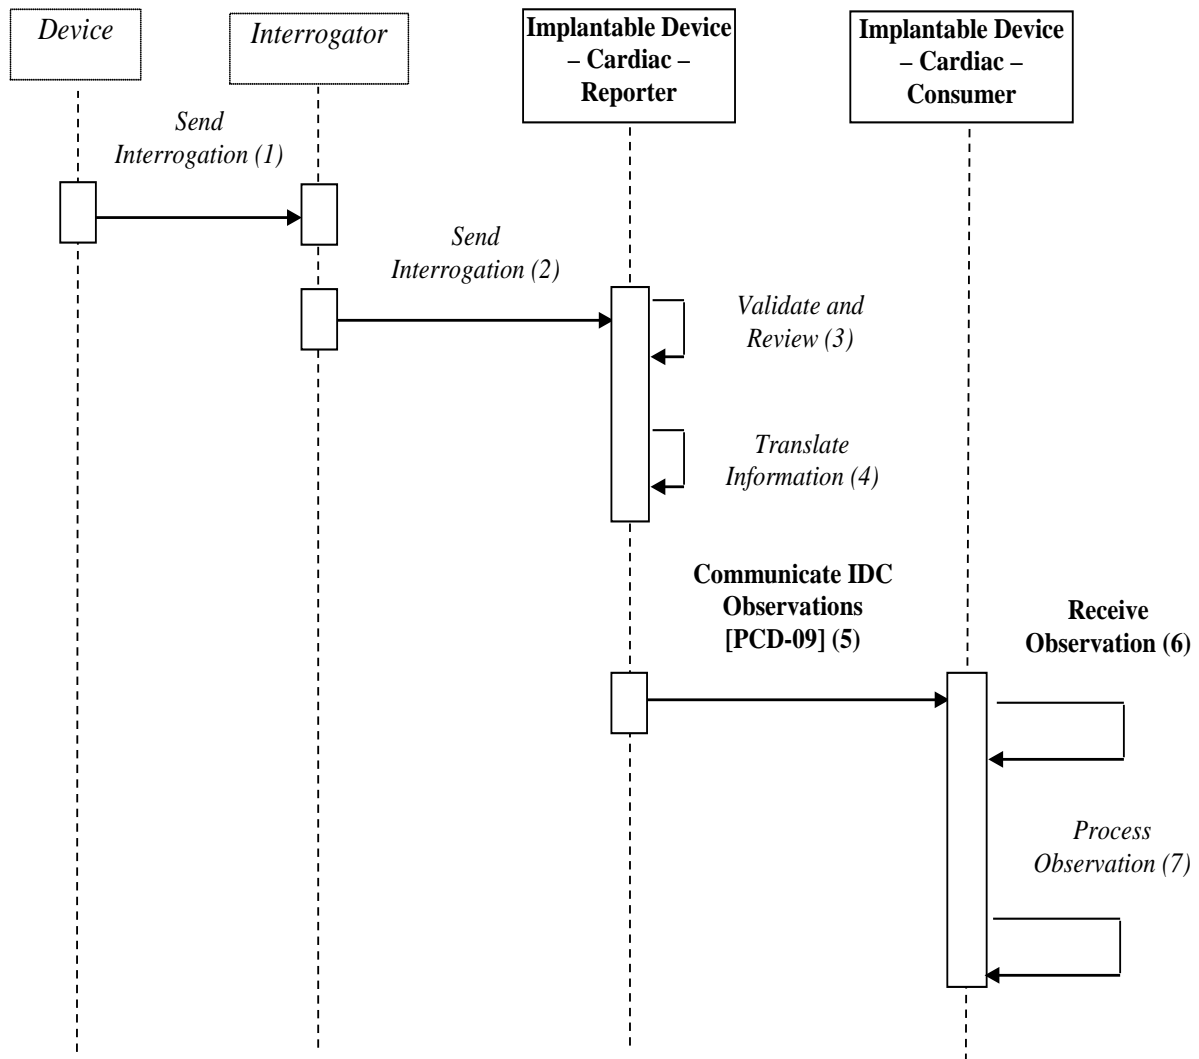 Device
Interrogator
Implantable Device
– Cardiac –
Reporter
Implantable Device
– Cardiac –
Consumer
Send
Interrogation (1)
Send
Interrogation (2)
Validate and
Review (3)
Translate
Information (4)
Communicate IDC
Observations
[PCD-09] (5)
Receive
Observation (6)
Process
Observation (7)